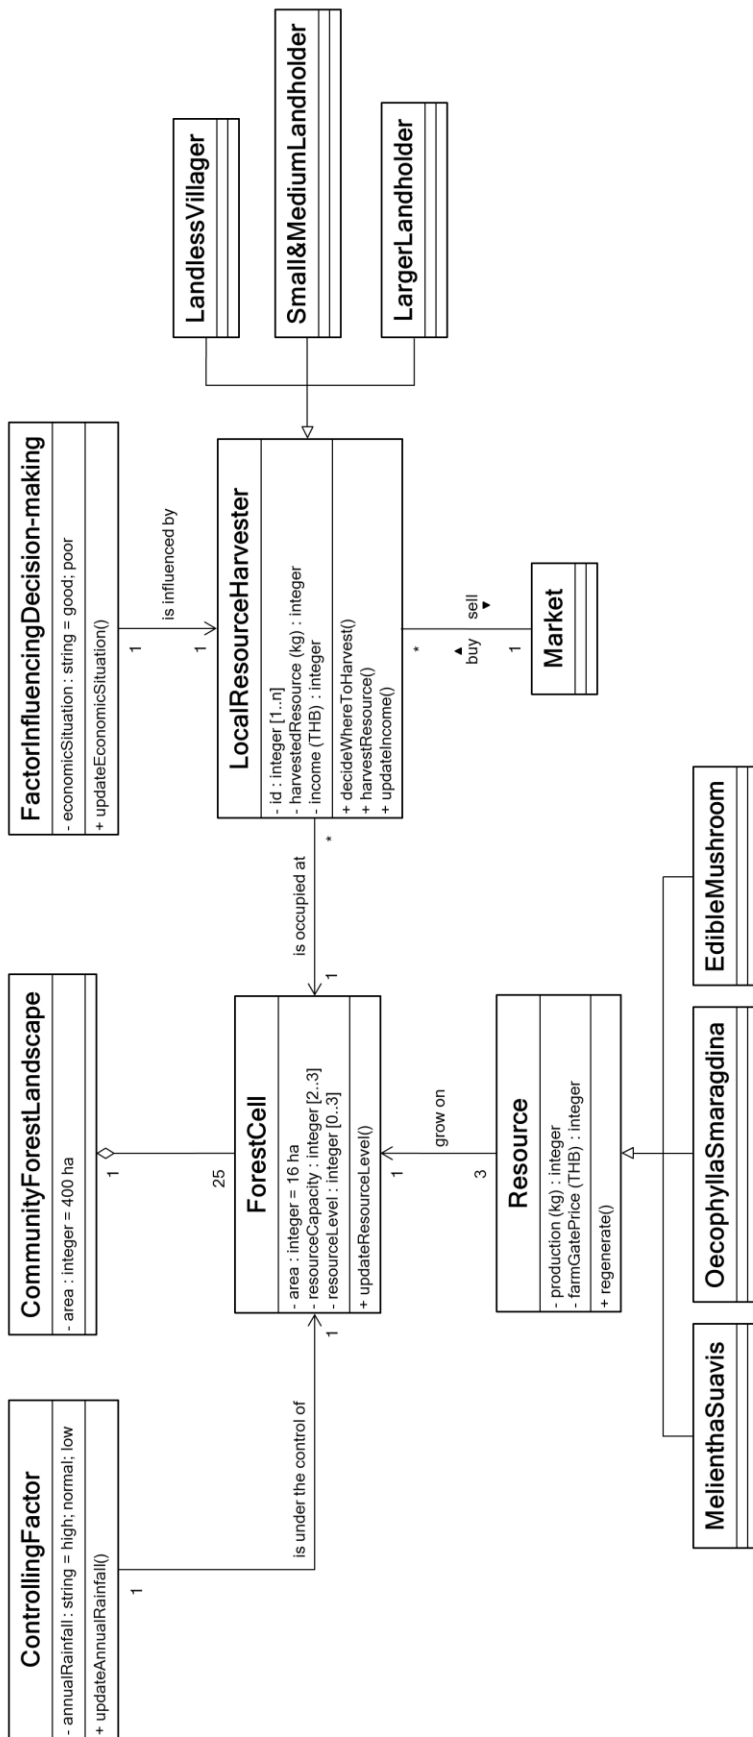 ControllingFactor
- annualRainfall : string = high; normal; low
+ updateAnnualRainfall()
CommunityForestLandscape
- area : integer = 400 ha
FactorInfluencingDecision-making
- economicSituation : string = good; poor
+ updateEconomicSituation()
1
is under the control of
1
1
25
1
is influenced by
1
ForestCell
- area : integer = 16 ha
- resourceCapacity : integer [2..3]
- resourceLevel : integer [0..3]
+ updateResourceLevel()
1
is occupied at
*
LocalResourceHarvester
- id : integer [1..n]
- harvestedResource (kg) : integer
- income (THB) : integer
+ decideWhereToHarvest()
+ harvestResource()
+ updateIncome()
LandlessVillager
Small&MediumLandholder
LargerLandholder
1
grow on
3
*
buy
sell
1
Resource
- production (kg) : integer
- farmGatePrice (THB) : integer
+ regenerate()
Market
MelienthaSuavis
OecophyllaSmaragdina
EdibleMushroom